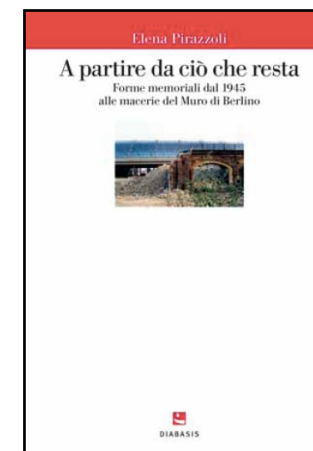 Elena Pirazzoli
A partire da ciò che resta
Forme memoriali dal 1945
alle macerie del Muro di Berlino
DIABASIS